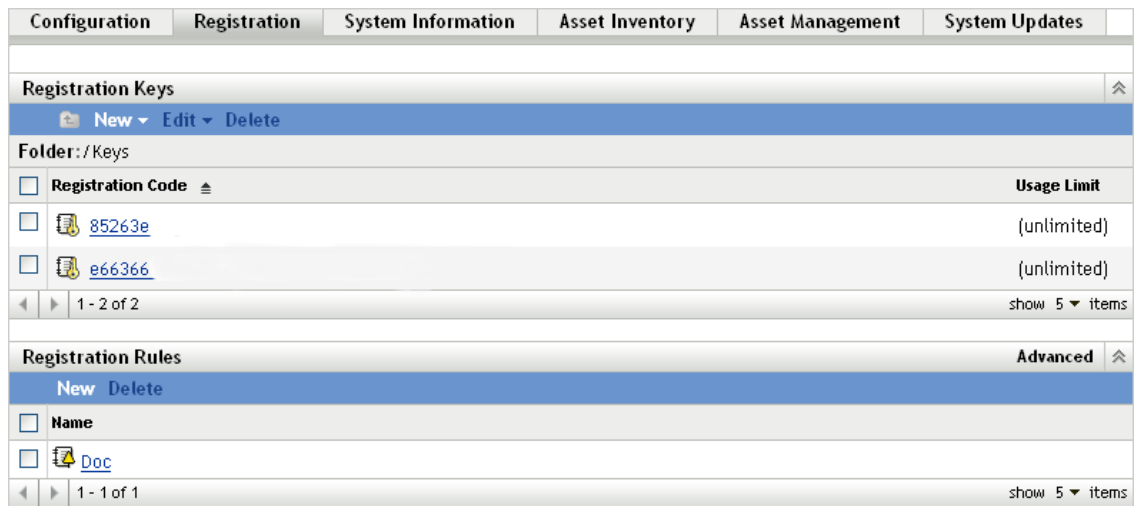 Configuration Registration System Information Asset Inventory Asset Management System Updates
Registration Keys
New Edit Delete
Folder:/Keys
Registration Code Usage Limit
85263e (unlimited)
e66366 (unlimited)
1 - 2 of 2 show 5 items
Registration Rules Advanced
New Delete
Name
Doc
1 - 1 of 1 show 5 items